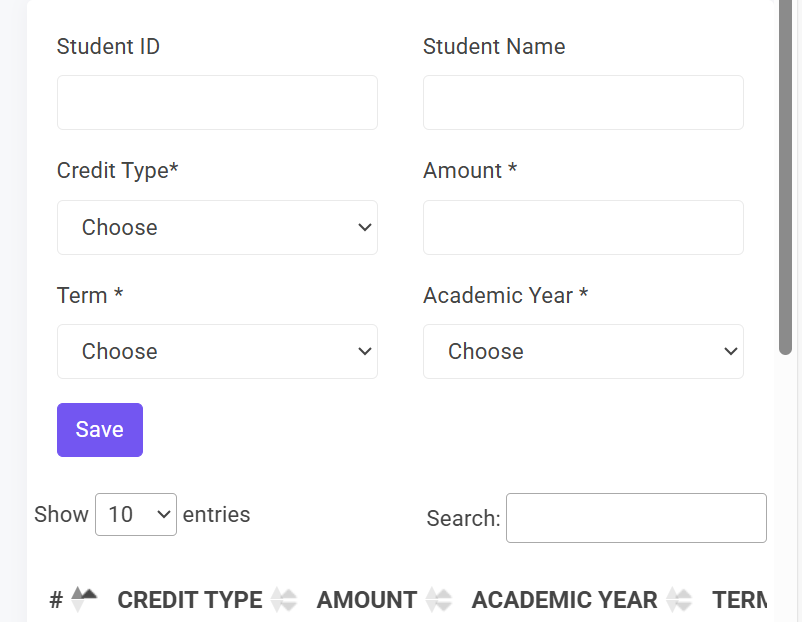 Student ID Student Name
Credit Type* Amount *
Choose
Term * Academic Year *
Choose Choose
Save
Show 10 entries Search:
# CREDIT TYPE AMOUNT ACADEMIC YEAR TERM